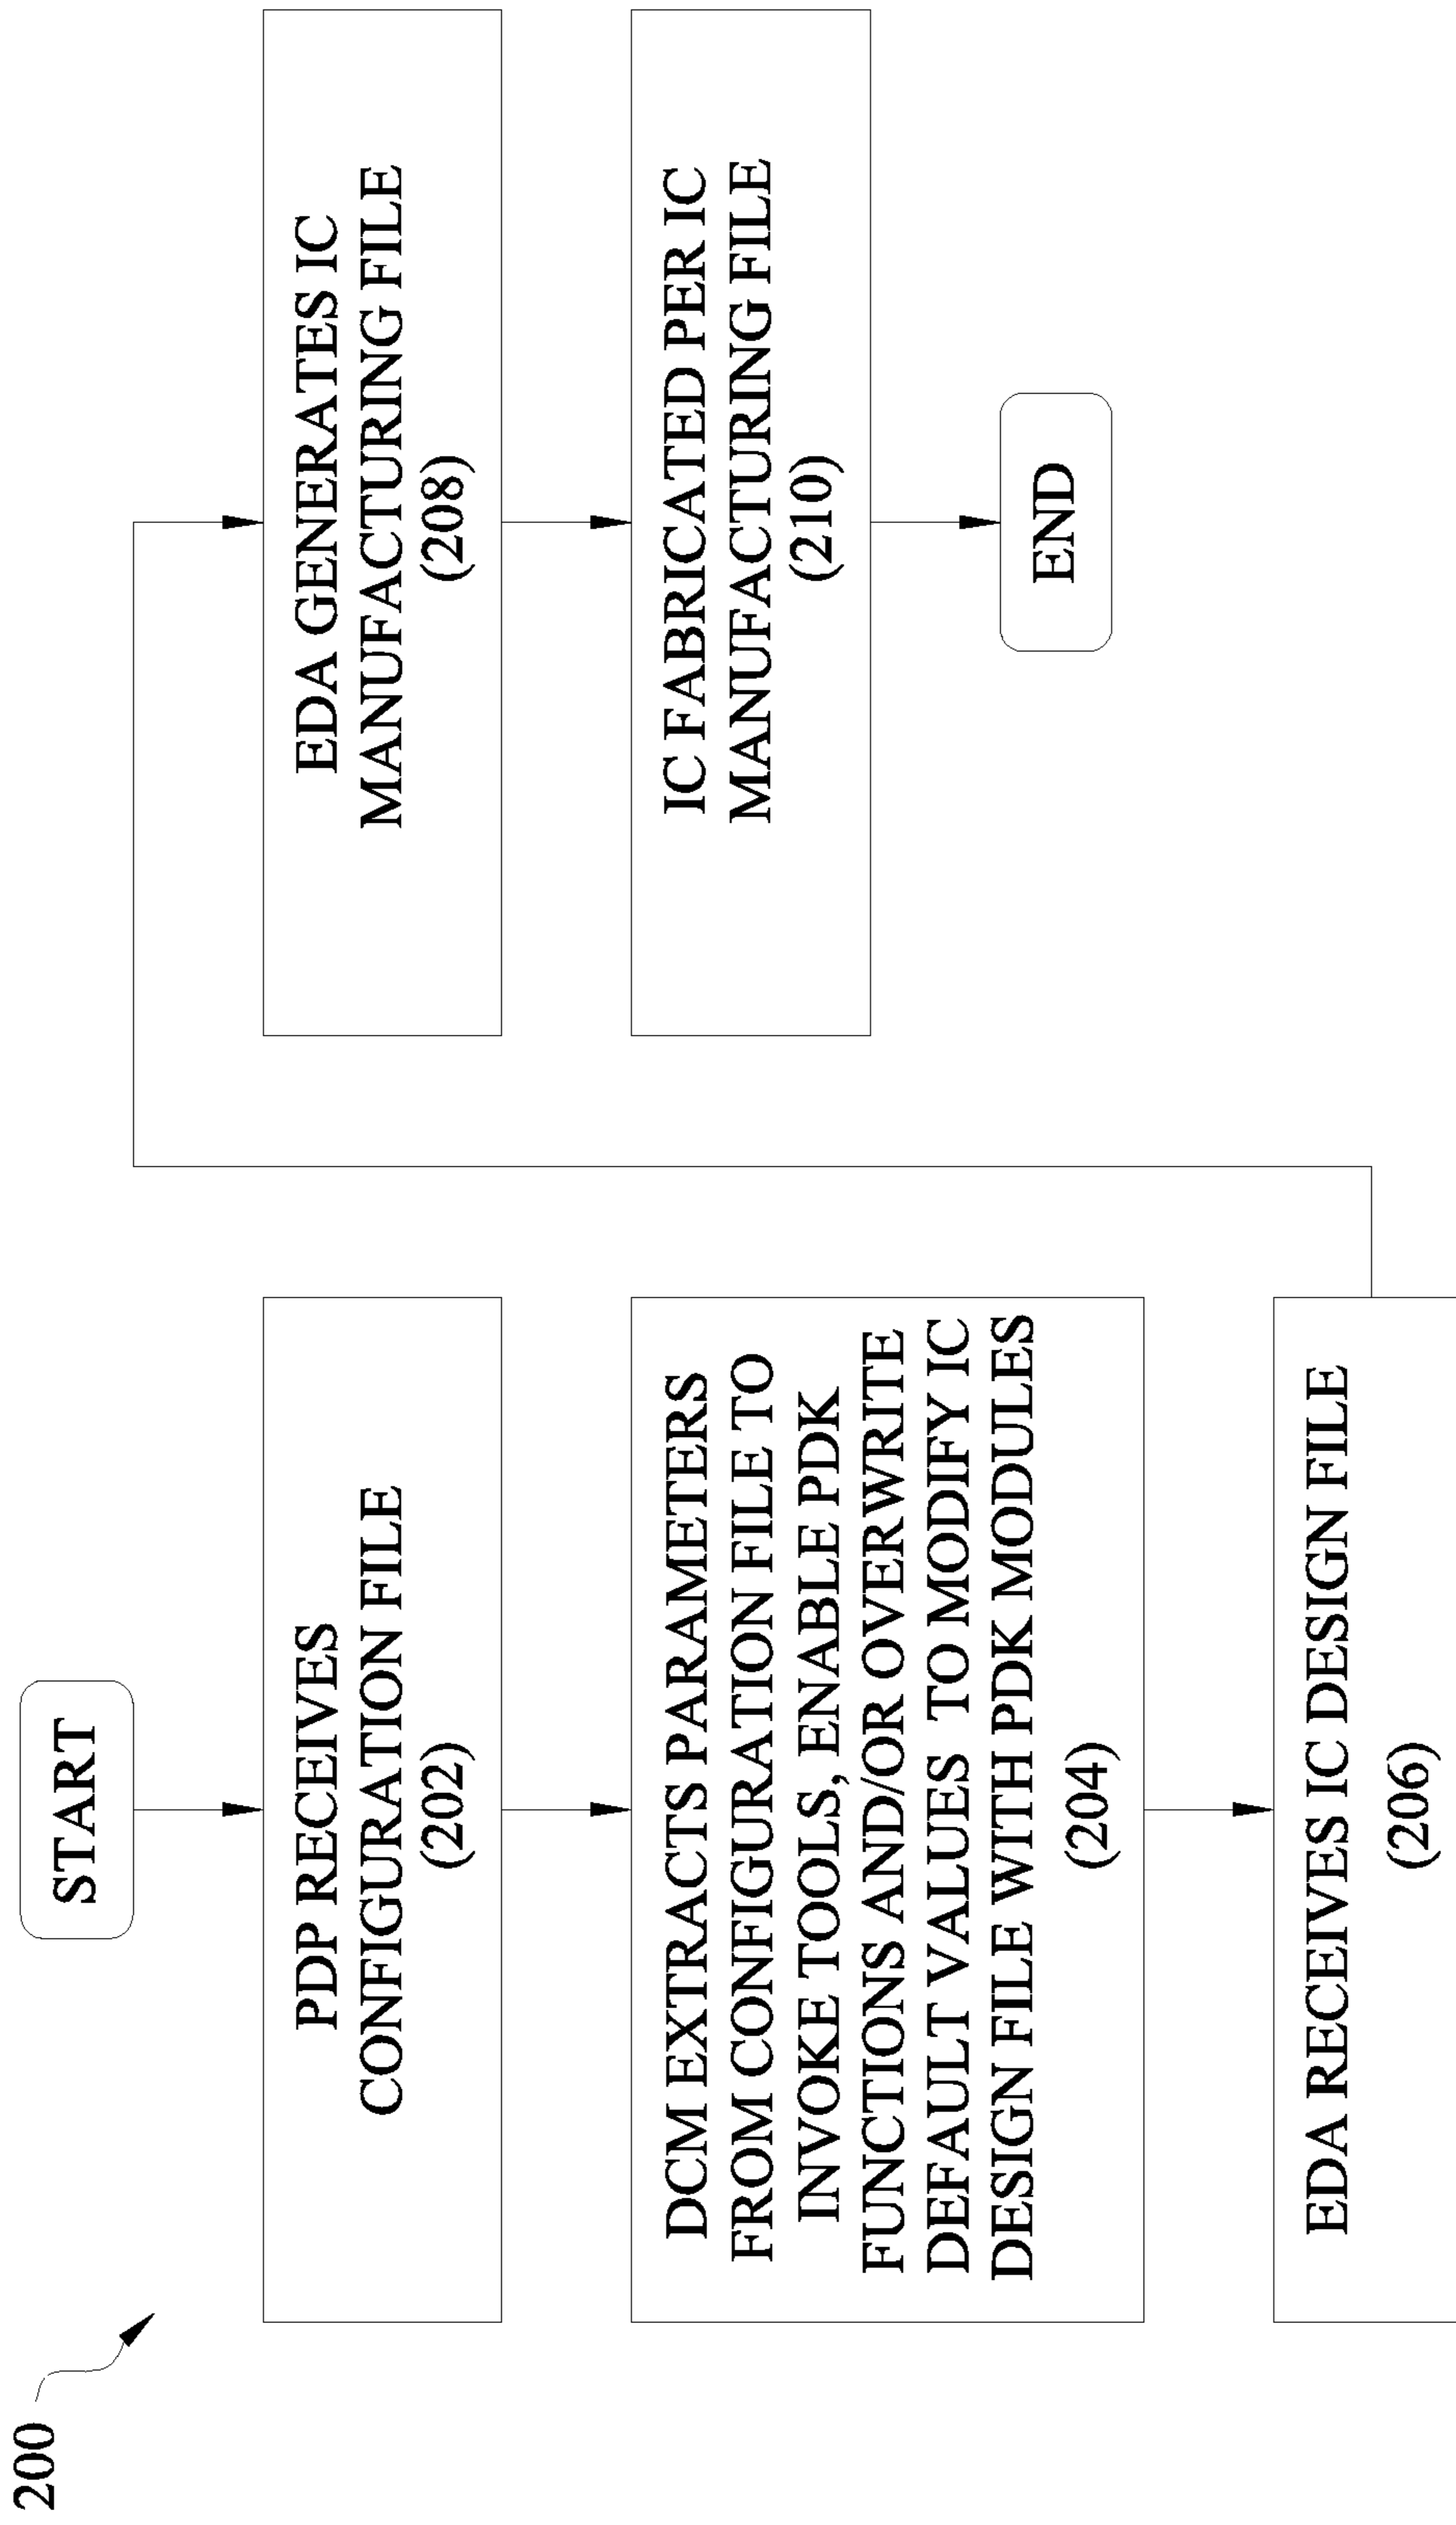 200
START
PDP RECEIVES
CONFIGURATION FILE
(202)
DCM EXTRACTS PARAMETERS
FROM CONFIGURATION FILE TO
INVOKE TOOLS, ENABLE PDK
FUNCTIONS AND/OR OVERWRITE
DEFAULT VALUES TO MODIFY IC
DESIGN FILE WITH PDK MODULES
(204)
EDA RECEIVES IC DESIGN FILE
(206)
EDA GENERATES IC
MANUFACTURING FILE
(208)
IC FABRICATED PER IC
MANUFACTURING FILE
(210)
END